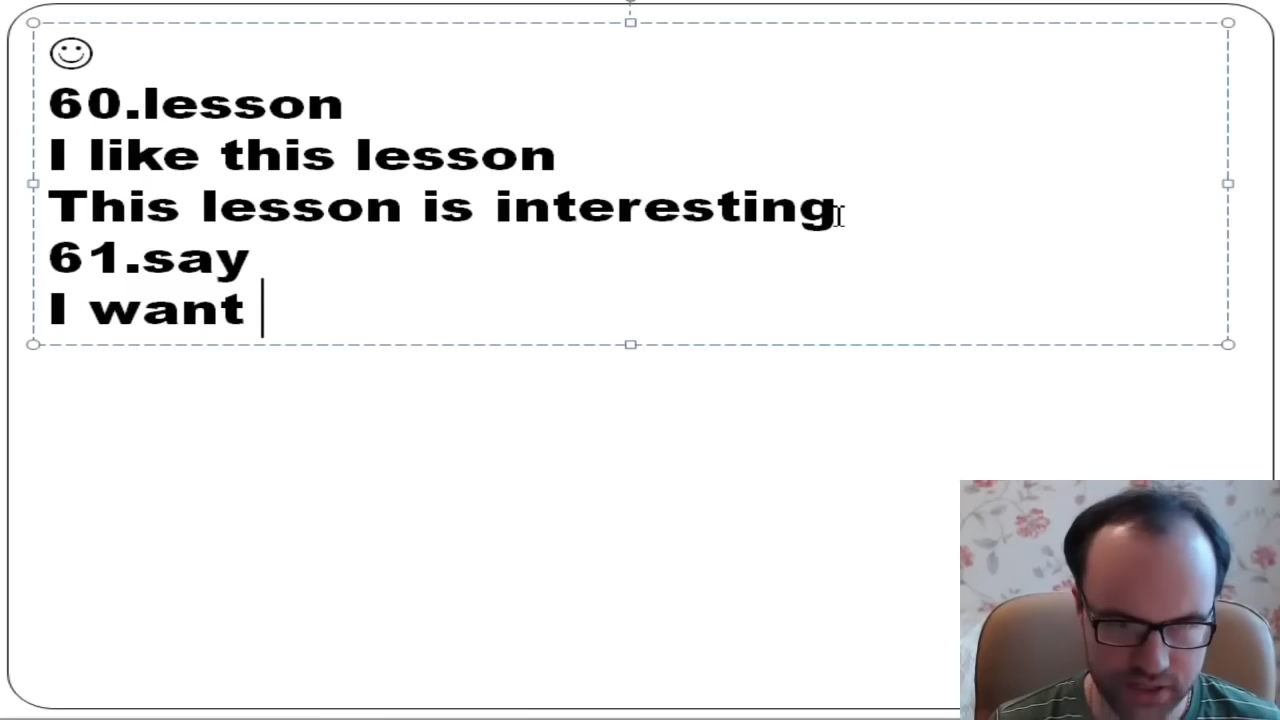 60.lesson
I like this lesson
This lesson is interesting
61.say
I want